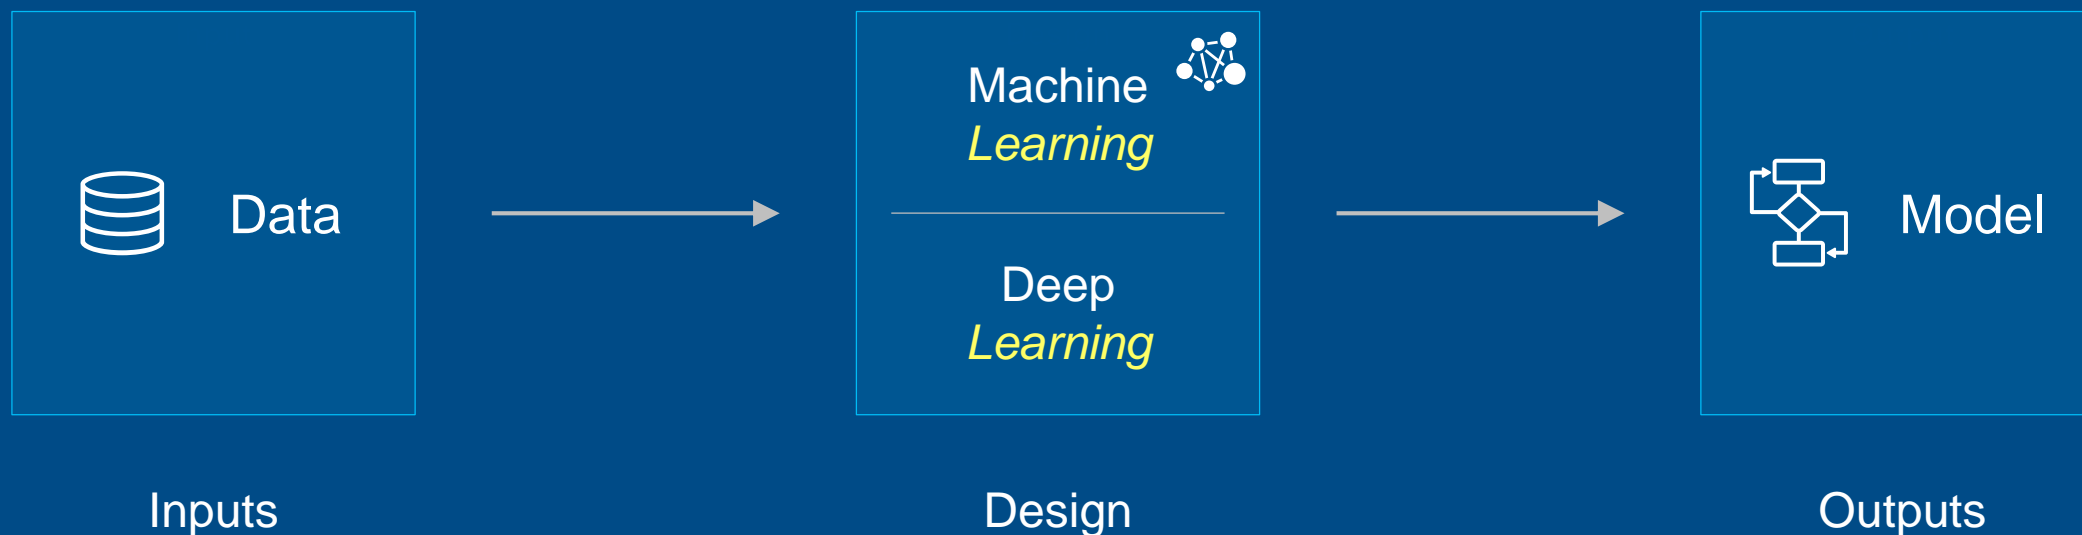 Data
Machine
Learning
Deep
Learning
Model
Inputs
Design
Outputs